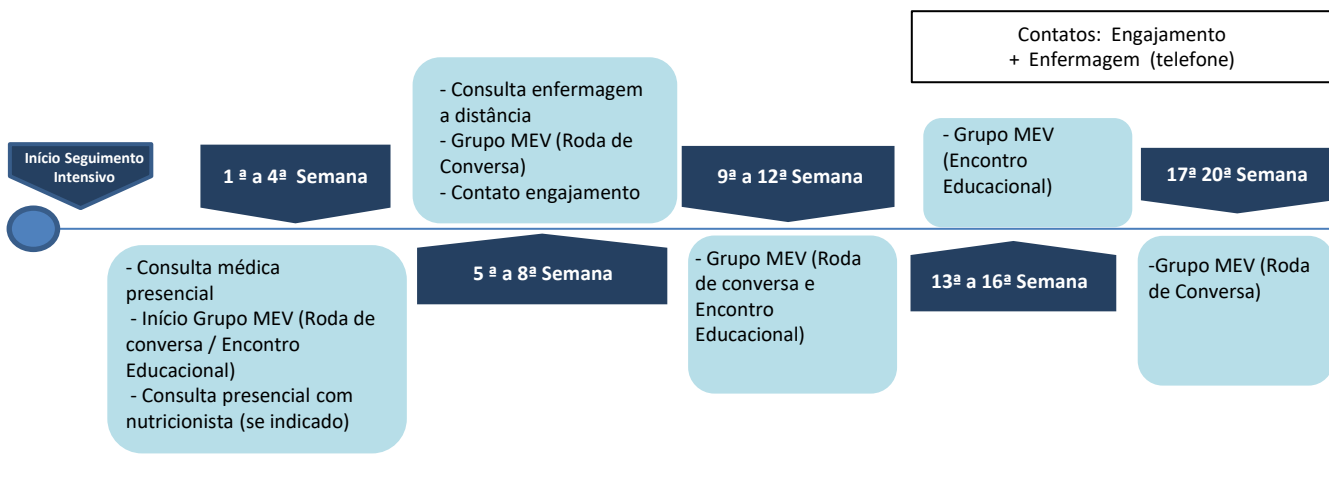 Contatos: Engajamento
+ Enfermagem (telefone)
Início Seguimento
Intensivo
1 ª a 4ª Semana
- Consulta médica
presencial
- Início Grupo MEV (Roda de
conversa / Encontro
Educacional)
- Consulta presencial com
nutricionista (se indicado)
- Consulta enfermagem
a distância
- Grupo MEV (Roda de
Conversa)
- Contato engajamento
5 ª a 8ª Semana
9ª a 12ª Semana
- Grupo MEV (Roda
de conversa e
Encontro
Educacional)
- Grupo MEV
(Encontro
Educacional)
13ª a 16ª Semana
17ª 20ª Semana
-Grupo MEV (Roda
de Conversa)